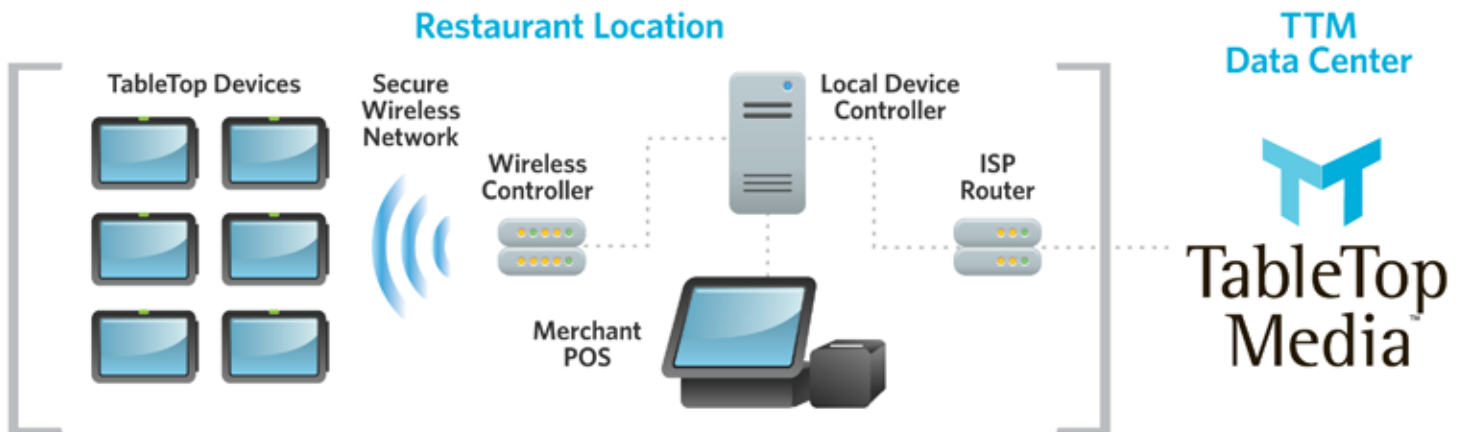 Restaurant Location
TTM
Data Center
TableTop Devices
Secure
Wireless
Network
Wireless
Controller
Local Device
Controller
ISP
Router
Merchant
POS
TableTop
Media™